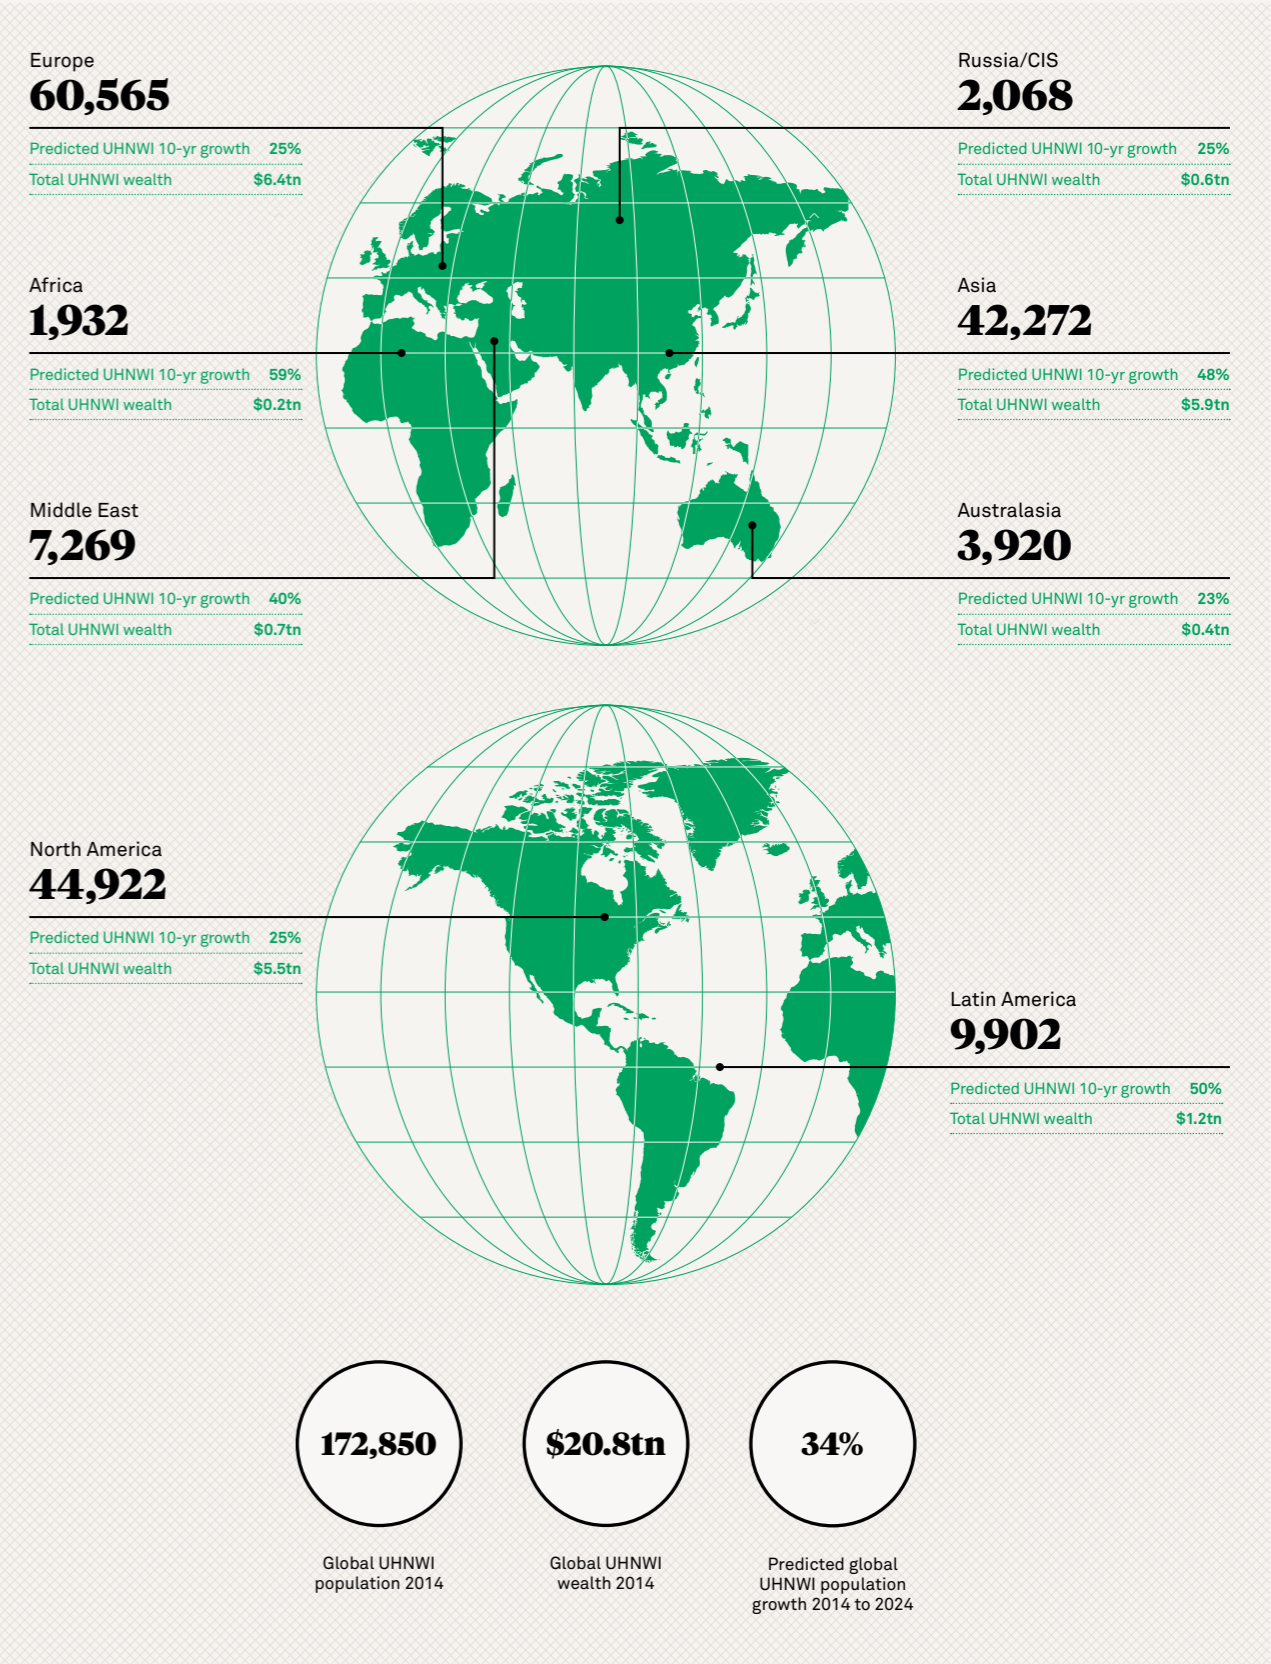 Europe
60,565
Predicted UHNWI 10-yr growth 25%
Total UHNWI wealth $6.4tn
Russia/CIS
2,068
Predicted UHNWI 10-yr growth 25%
Total UHNWI wealth $0.6tn
Africa
1,932
Predicted UHNWI 10-yr growth 59%
Total UHNWI wealth $0.2tn
Asia
42,272
Predicted UHNWI 10-yr growth 48%
Total UHNWI wealth $5.9tn
Middle East
7,269
Predicted UHNWI 10-yr growth 40%
Total UHNWI wealth $0.7tn
Australasia
3,920
Predicted UHNWI 10-yr growth 23%
Total UHNWI wealth $0.4tn
North America
44,922
Predicted UHNWI 10-yr growth 25%
Total UHNWI wealth $5.5tn
Latin America
9,902
Predicted UHNWI 10-yr growth 50%
Total UHNWI wealth $1.2tn
172,850
Global UHNWI
population 2014
$20.8tn
Global UHNWI
wealth 2014
34%
Predicted global
UHNWI population
growth 2014 to 2024